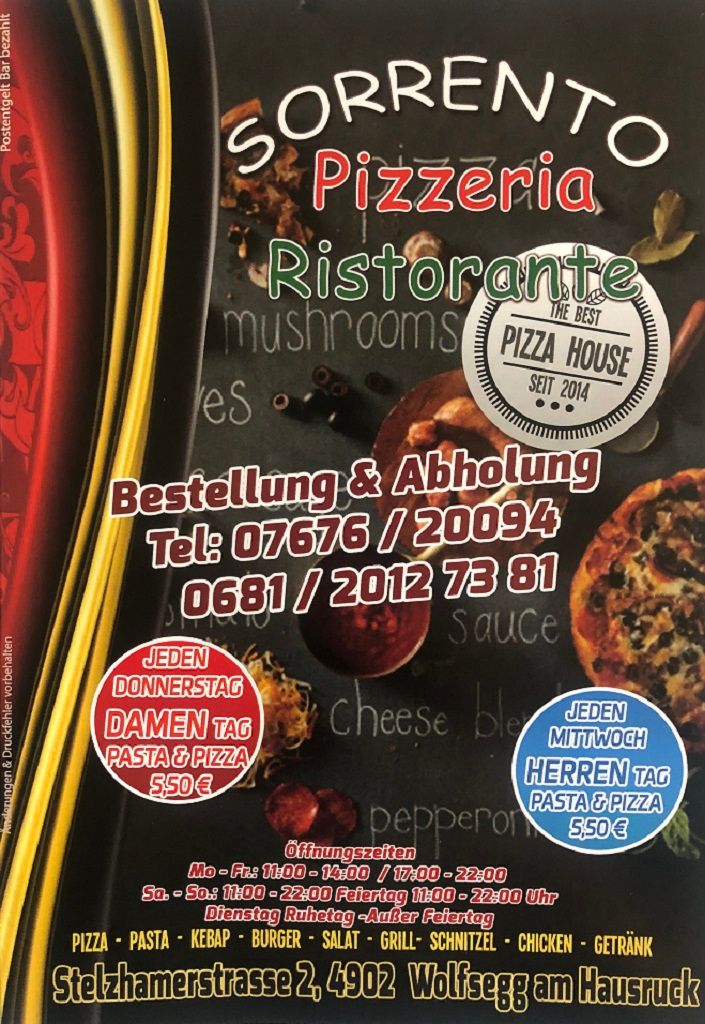 Postentgelt Bar bezahlt
SORRENTO
Pizzeria
Ristorante
mushrooms
THE BEST
PIZZA HOUSE
SEIT 2014
Bestellung & Abholung
Tel: 07676 / 20094
0681 / 2012 73 81
sauce
JEDEN
DONNERSTAG
DAMEN TAG
PASTA & PIZZA
5,50 €
cheese
JEDEN
MITTWOCH
HERREN TAG
PASTA & PIZZA
5,50 €
pepperoni
Änderungen & Druckfehler vorbehalten
Öffnungszeiten
Mo - Fr.: 11:00 - 14:00 / 17:00 - 22:00
Sa. - So.: 11:00 - 22:00 Feiertag 11:00 - 22:00 Uhr
Dienstag Ruhetag -Außer Feiertag
PIZZA - PASTA - KEBAP - BURGER - SALAT - GRILL- SCHNITZEL - CHICKEN - GETRÄNK
Stelzhamerstrasse 2, 4902 Wolfsegg am Hausruck